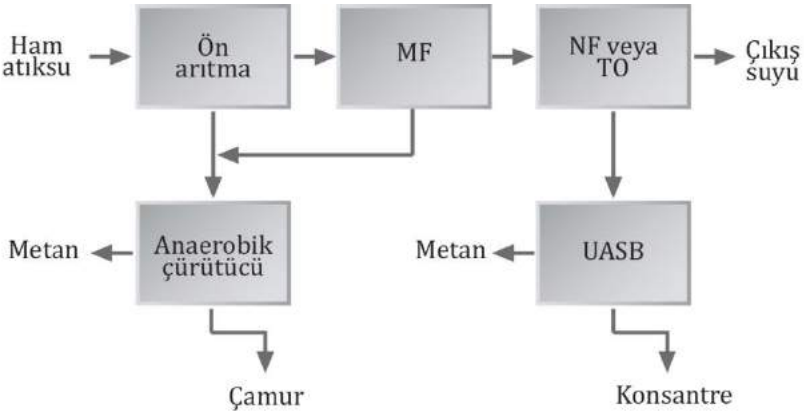 Ham
atıksu
Ön
arıtma
MF
NF veya
TO
Çıkış
suyu
Metan
Anaerobik
çürütücü
Metan
UASB
Çamur
Konsantre